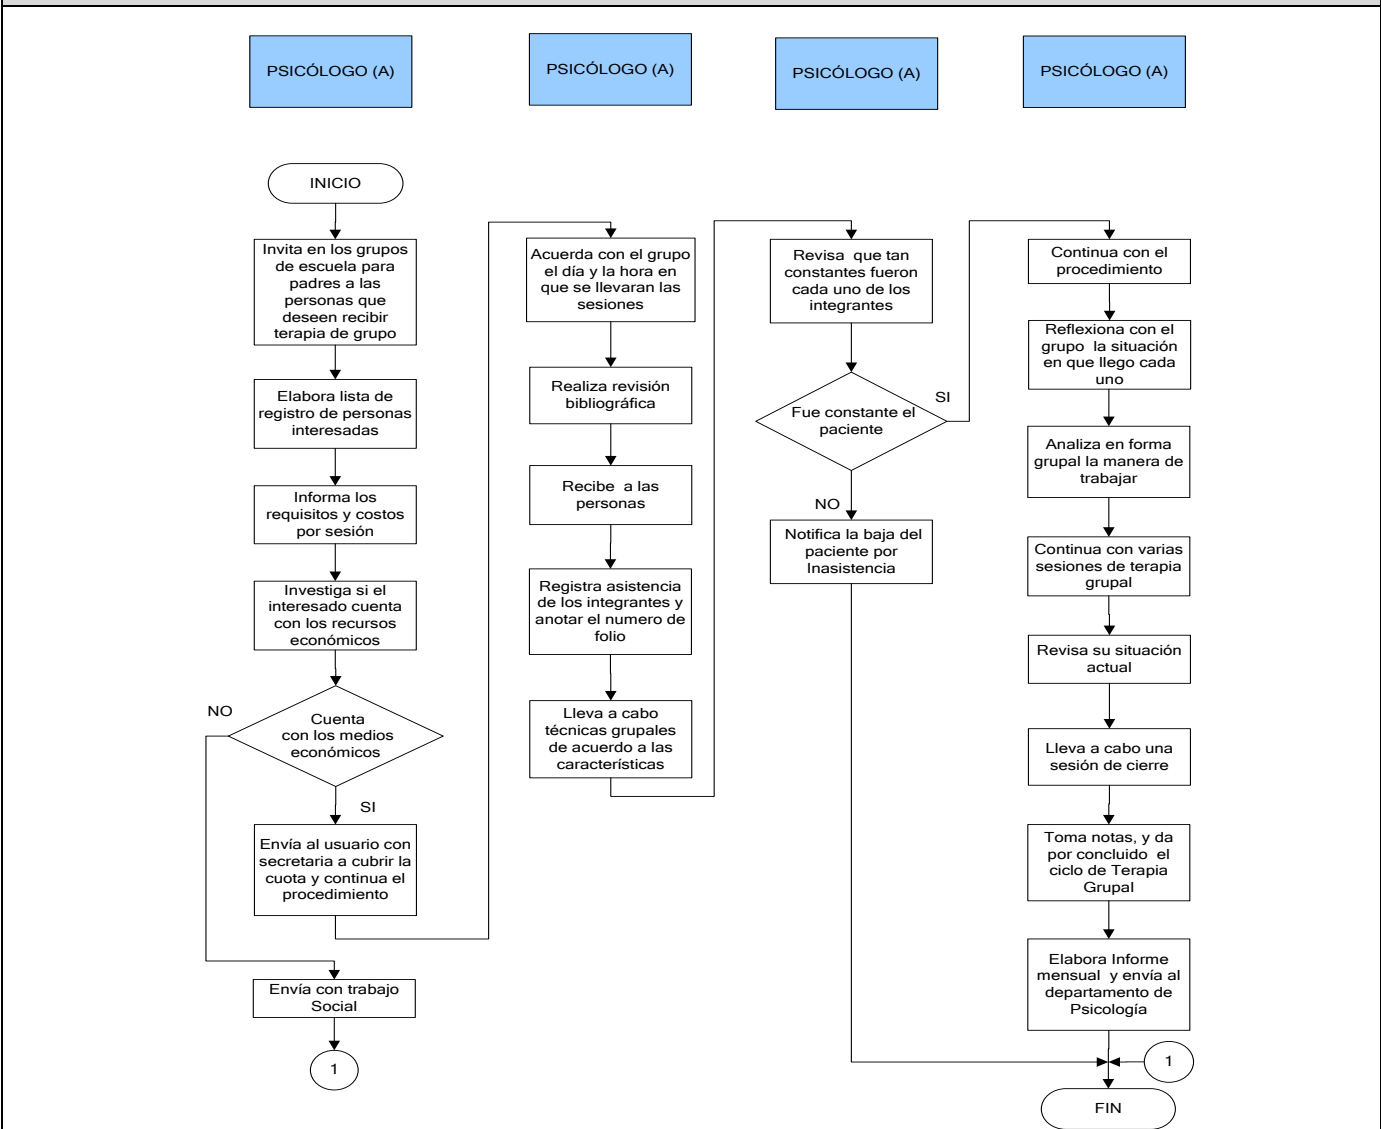 PSICÓLOGO (A)
PSICÓLOGO (A)
PSICÓLOGO (A)
PSICÓLOGO (A)
INICIO
Invita en los grupos
de escuela para
padres a las
personas que
deseen recibir
terapia de grupo
Elabora lista de
registro de personas
interesadas
Informa los
requisitos y costos
por sesión
Investiga si el
interesado cuenta
con los recursos
económicos
NO
Cuenta
con los medios
económicos
SI
Envía al usuario con
secretaria a cubrir la
cuota y continua el
procedimiento
Envía con trabajo
Social
1
Acuerda con el grupo
el día y la hora en
que se llevaran las
sesiones
Realiza revisión
bibliográfica
Recibe a las
personas
Registra asistencia
de los integrantes y
anotar el numero de
folio
Lleva a cabo
técnicas grupales
de acuerdo a las
características
Revisa que tan
constantes fueron
cada uno de los
integrantes
Fue constante el
paciente
SI
NO
Notifica la baja del
paciente por
Inasistencia
Continua con el
procedimiento
Reflexiona con el
grupo la situación
en que llego cada
uno
Analiza en forma
grupal la manera de
trabajar
Continua con varias
sesiones de terapia
grupal
Revisa su situación
actual
Lleva a cabo una
sesión de cierre
Toma notas, y da
por concluido el
ciclo de Terapia
Grupal
Elabora Informe
mensual y envía al
departamento de
Psicología
1
FIN